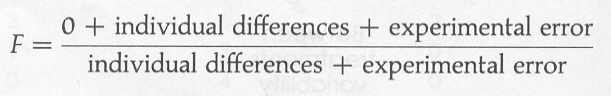 F = 0 + individual differences + experimental error
individual differences + experimental error